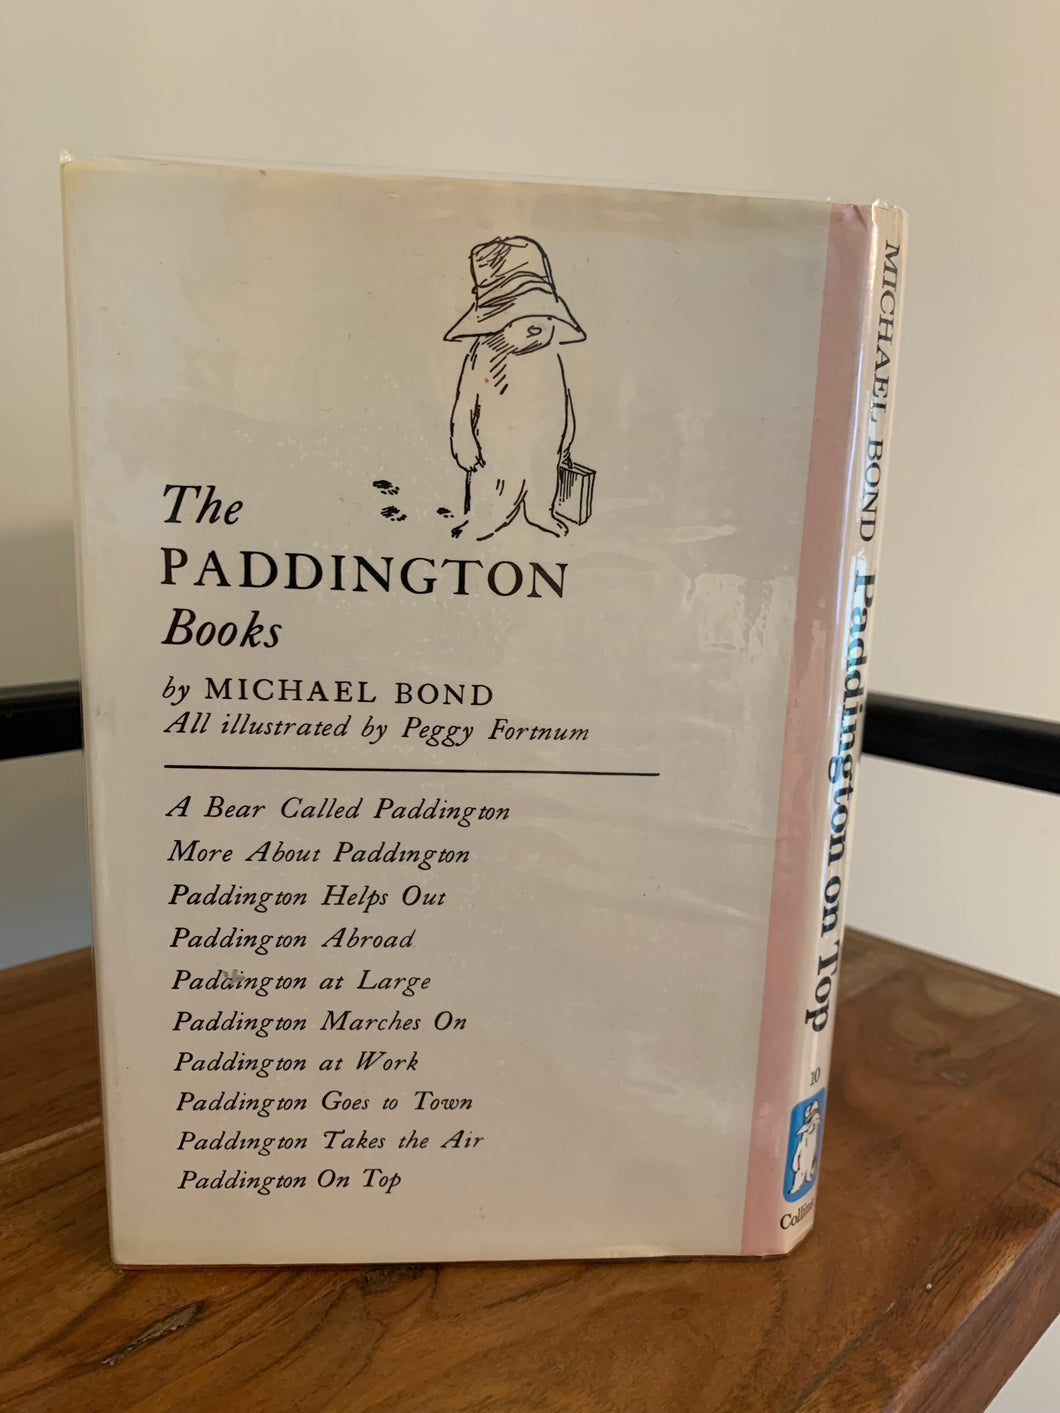 The
PADDINGTON
Books
by MICHAEL BOND
All illustrated by Peggy Fortnum
A Bear Called Paddington
More About Paddington
Paddington Helps Out
Paddington Abroad
Paddington at Large
Paddington Marches On
Paddington at Work
Paddington Goes to Town
Paddington Takes the Air
Paddington On Top
MICHAEL BOND Paddington on Top
10
Collins